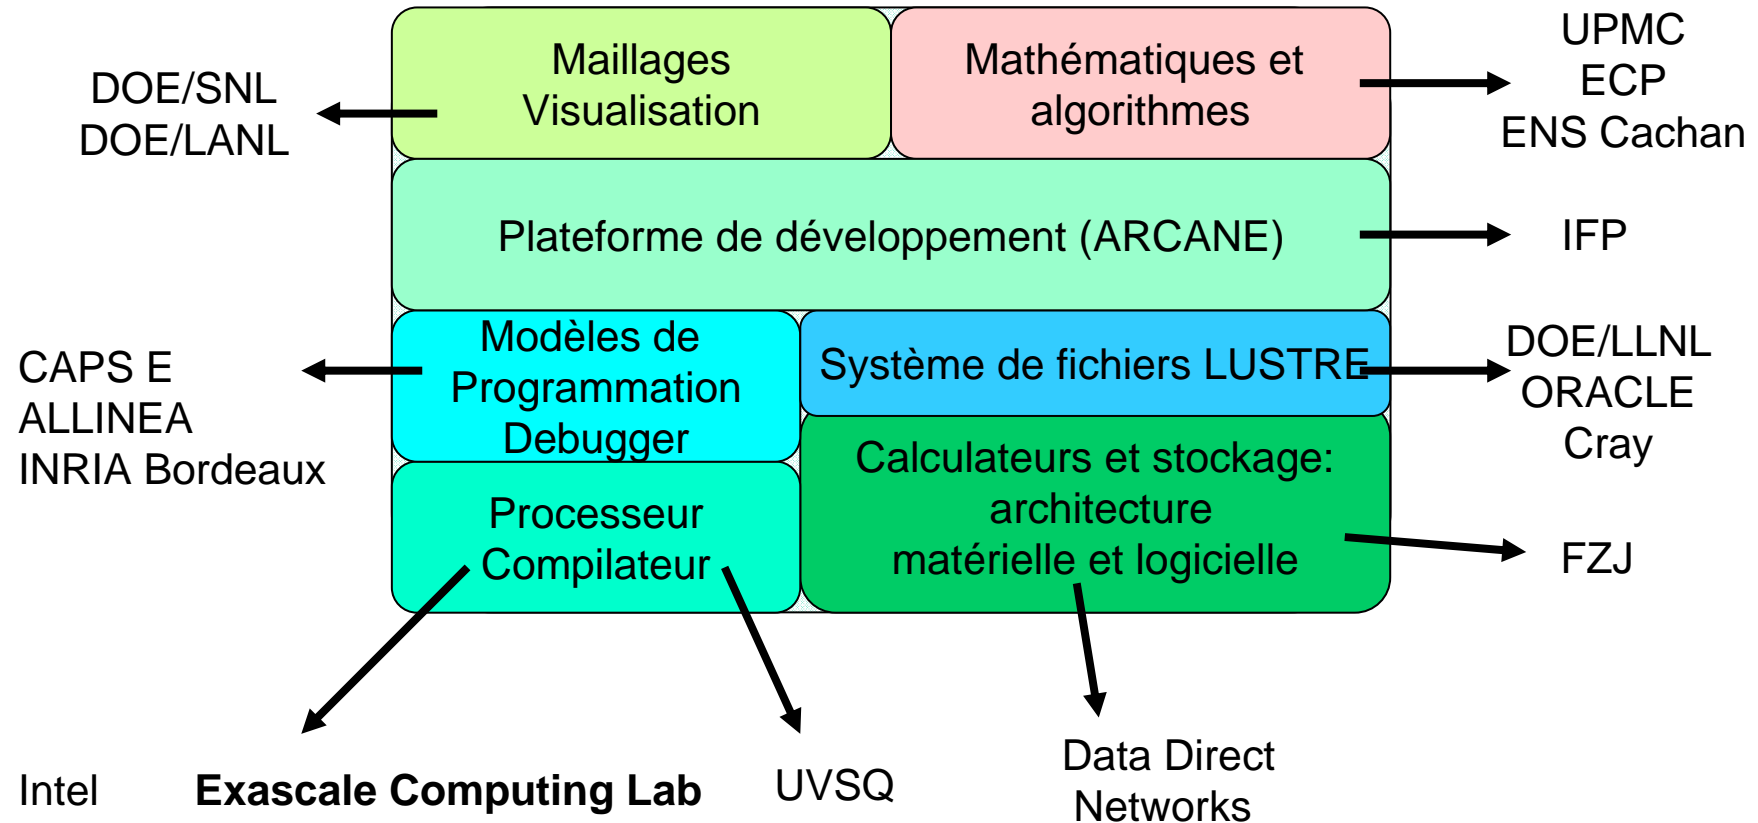 DOE/SNL
DOE/LANL
Maillages
Visualisation
Mathématiques et
algorithmes
UPMC
ECP
ENS Cachan
Plateforme de développement (ARCANE)
IFP
CAPS E
ALLINEA
INRIA Bordeaux
Modèles de
Programmation
Debugger
Système de fichiers LUSTRE
DOE/LLNL
ORACLE
Cray
Processeur
Compilateur
Calculateurs et stockage:
architecture
matérielle et logicielle
FZJ
Intel
Exascale Computing Lab
UVSQ
Data Direct
Networks